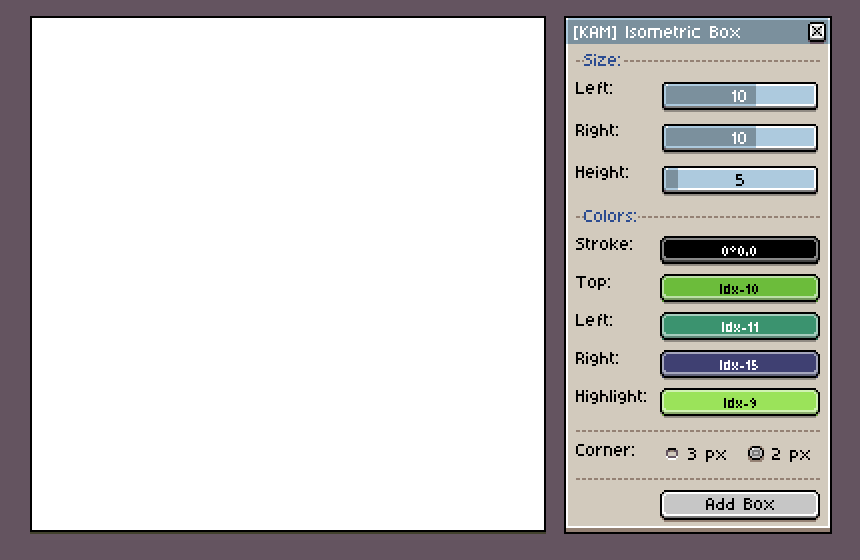 [KAM] Isometric Box
Size:
Left: 10
Right: 10
Height: 5
Colors:
Stroke: 0°0,0
Top: Idx-10
Left: Idx-11
Right: Idx-15
Highlight: Idx-9
Corner: 3 px 2 px
Add Box